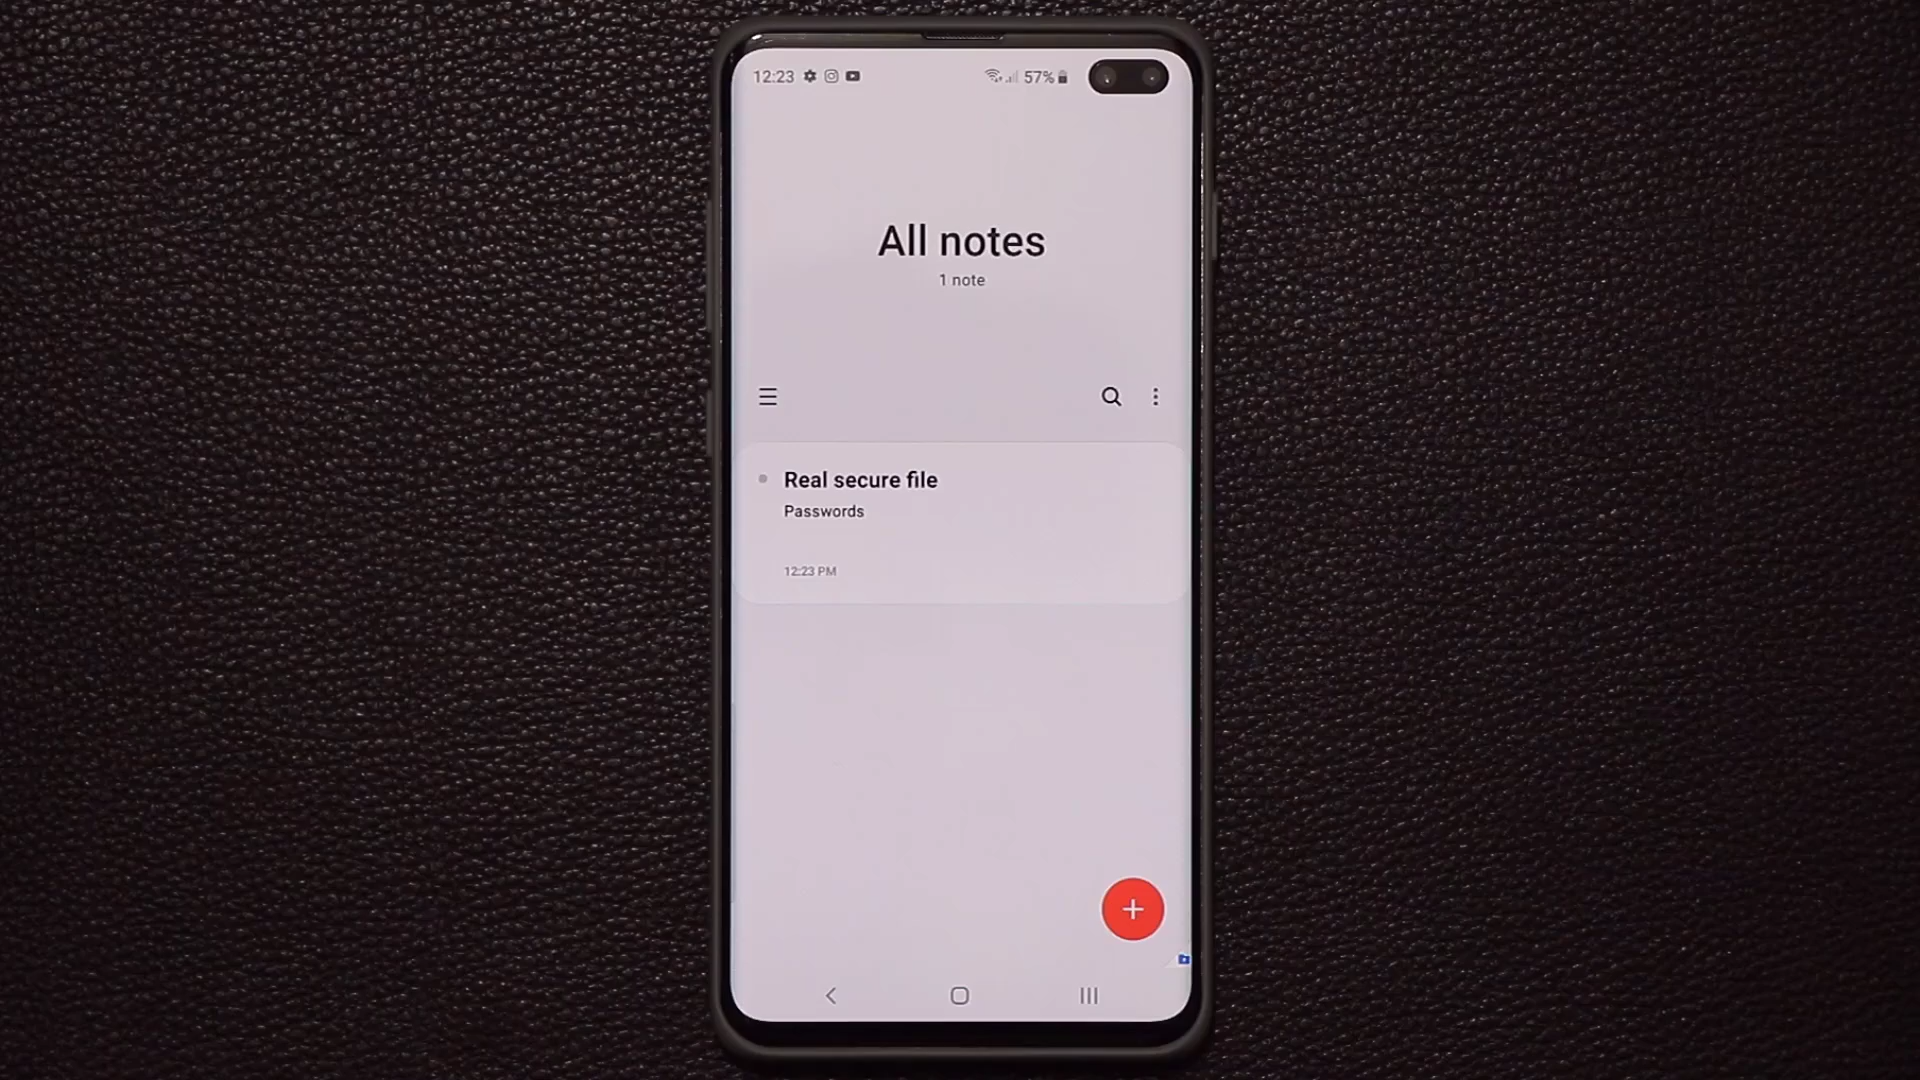 12:23
57%
All notes
1 note
Real secure file
Passwords
12:23 PM